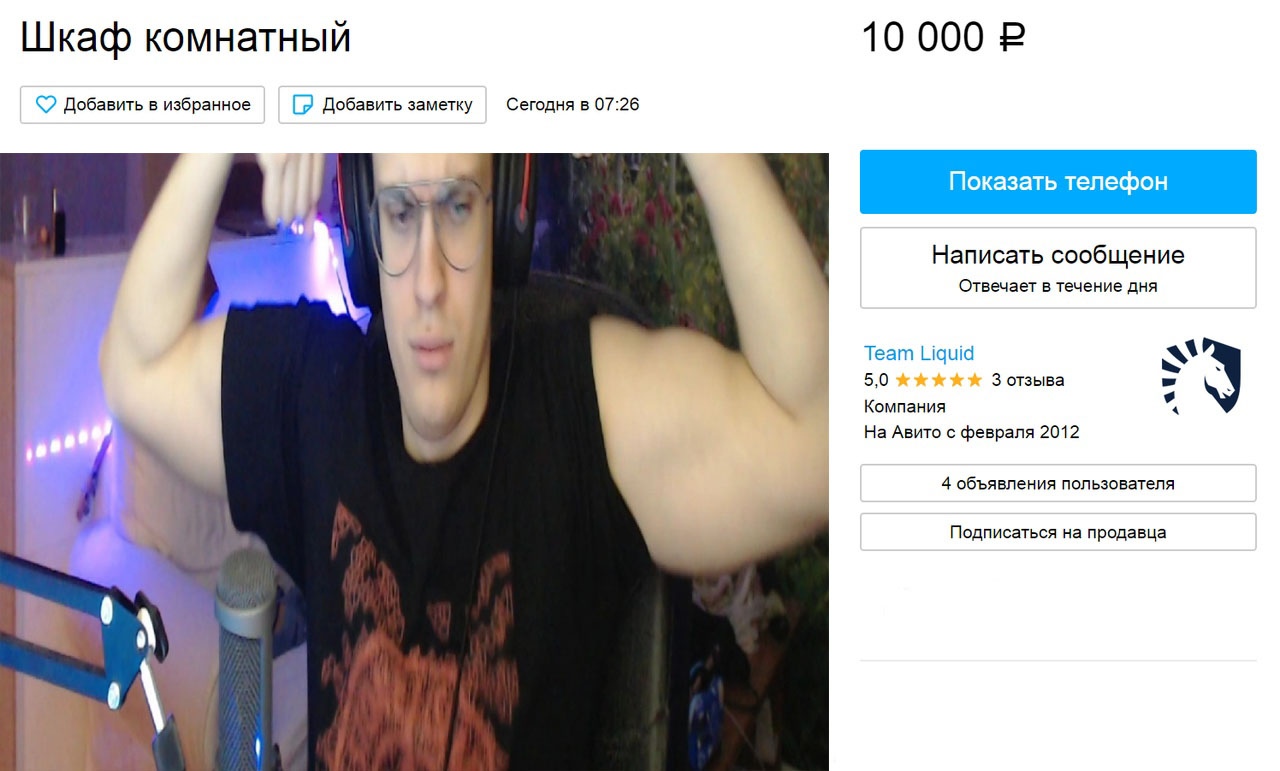 Шкаф комнатный
10 000 ₽
Добавить в избранное
Добавить заметку
Сегодня в 07:26
Показать телефон
Написать сообщение
Отвечает в течение дня
Team Liquid
5,0 ★★★★★ 3 отзыва
Компания
На Авито с февраля 2012
4 объявления пользователя
Подписаться на продавца